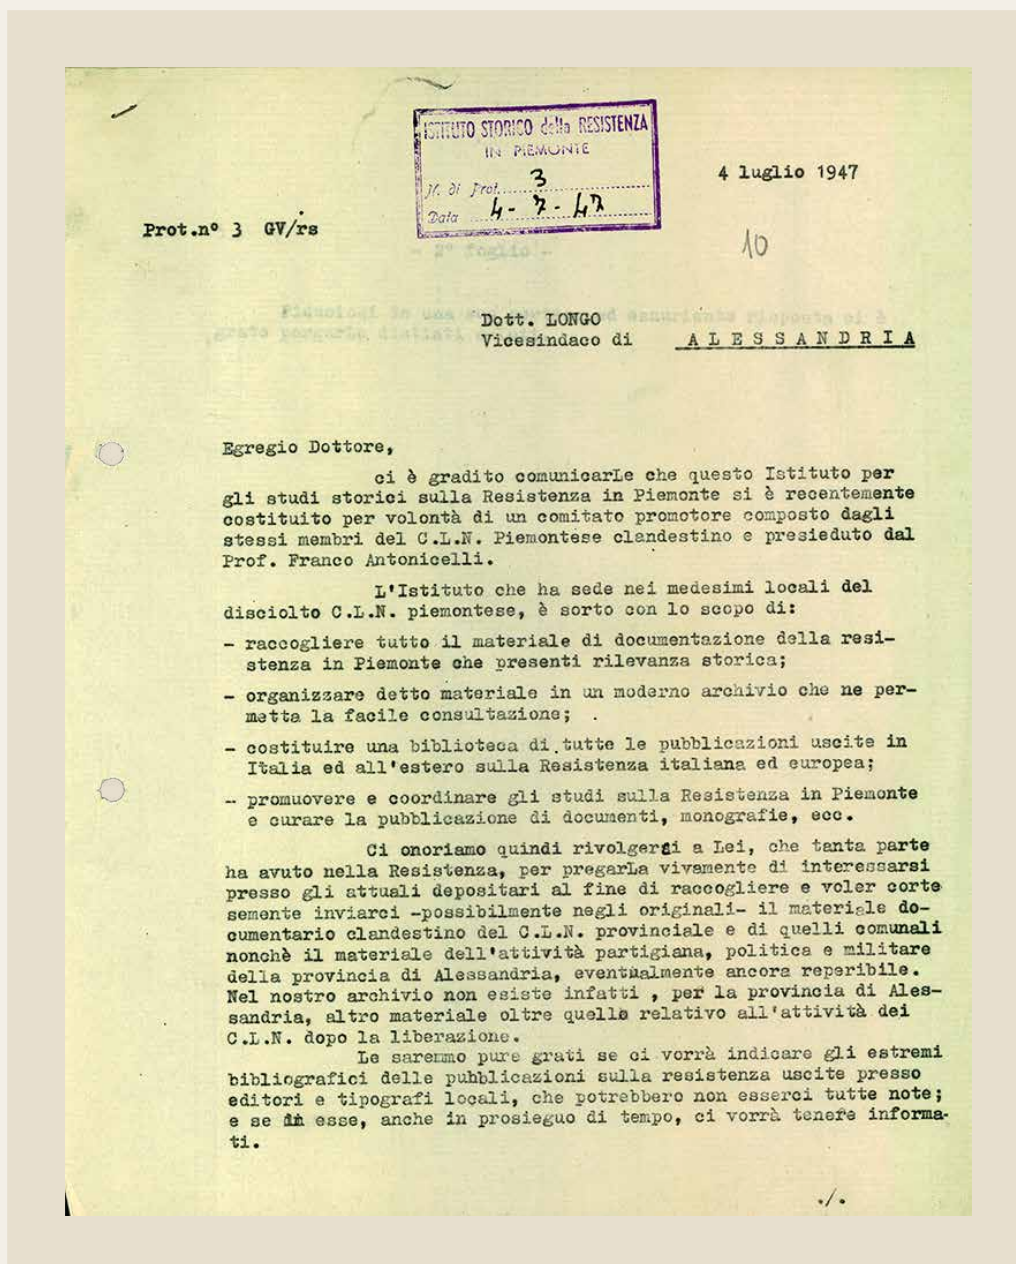 ISTITUTO STORICO della RESISTENZA
IN PIEMONTE
N. di Prot. 3
Data 4-7-47
4 luglio 1947
Prot.n° 3 GV/rs
10
- 2° foglio -
Dott. LONGO
Vicesindaco di A L E S S A N D R I A
Egregio Dottore,
ci è gradito comunicarLe che questo Istituto per
gli studi storici sulla Resistenza in Piemonte si è recentemente
costituito per volontà di un comitato promotore composto dagli
stessi membri del C.L.N. Piemontese clandestino e presieduto dal
Prof. Franco Antonicelli.
L'Istituto che ha sede nei medesimi locali del
disciolto C.L.N. piemontese, è sorto con lo scopo di:
- raccogliere tutto il materiale di documentazione della resi-
stenza in Piemonte che presenti rilevanza storica;
- organizzare detto materiale in un moderno archivio che ne per-
metta la facile consultazione;
- costituire una biblioteca di tutte le pubblicazioni uscite in
Italia ed all'estero sulla Resistenza italiana ed europea;
- promuovere e coordinare gli studi sulla Resistenza in Piemonte
e curare la pubblicazione di documenti, monografie, ecc.
Ci onoriamo quindi rivolgerci a Lei, che tanta parte
ha avuto nella Resistenza, per pregarLa vivamente di interessarsi
presso gli attuali depositari al fine di raccogliere e voler corte
semente inviarci -possibilmente negli originali- il materiale do-
cumentario clandestino del C.L.N. provinciale e di quelli comunali
nonchè il materiale dell'attività partigiana, politica e militare
della provincia di Alessandria, eventualmente ancora reperibile.
Nel nostro archivio non esiste infatti , per la provincia di Ales-
sandria, altro materiale oltre quello relativo all'attività dei
C.L.N. dopo la liberazione.
Le saremmo pure grati se ci vorrà indicare gli estremi
bibliografici delle pubblicazioni sulla resistenza uscite presso
editori e tipografi locali, che potrebbero non esserci tutte note;
e se in esse, anche in prosieguo di tempo, ci vorrà tenere informa-
ti.
./.